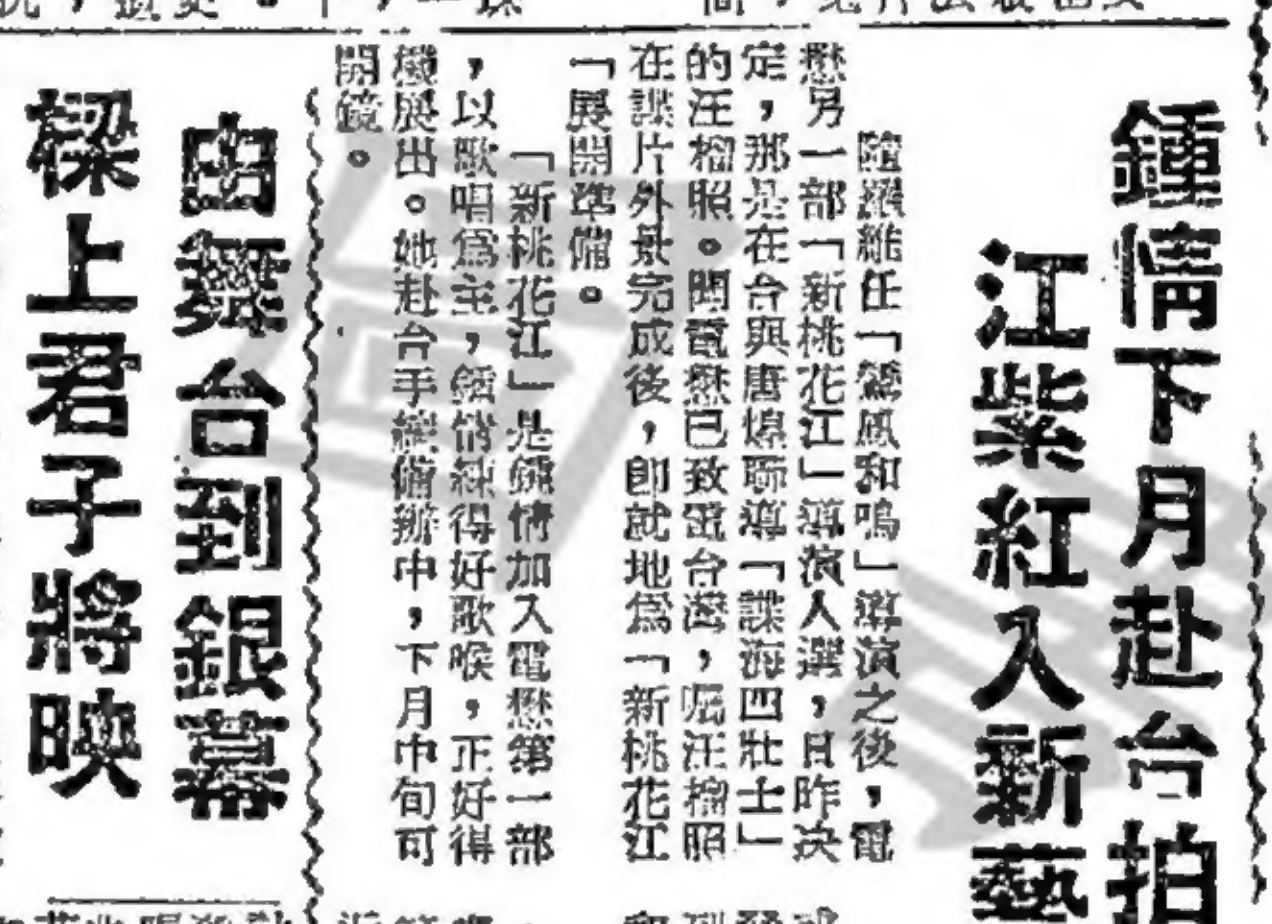 鍾情下月赴台拍
江紫紅入新藝
隨羅維任「鶯鳳和鳴」導演之後，電
懋另一部「新桃花江」導演人選，日昨決
定，那是在台與唐煌聯導「諜海四壯士」
的汪榴照。聞電懋已致電台灣，囑汪榴照
在諜片外景完成後，即就地爲「新桃花江
「展開準備。
「新桃花江」是鍾情加入電懋第一部
，以歌唱爲主，鍾情練得好歌喉，正好得
機展出。她赴台手續備辦中，下月中旬可
開鏡。
由舞台到銀幕
樑上君子將映